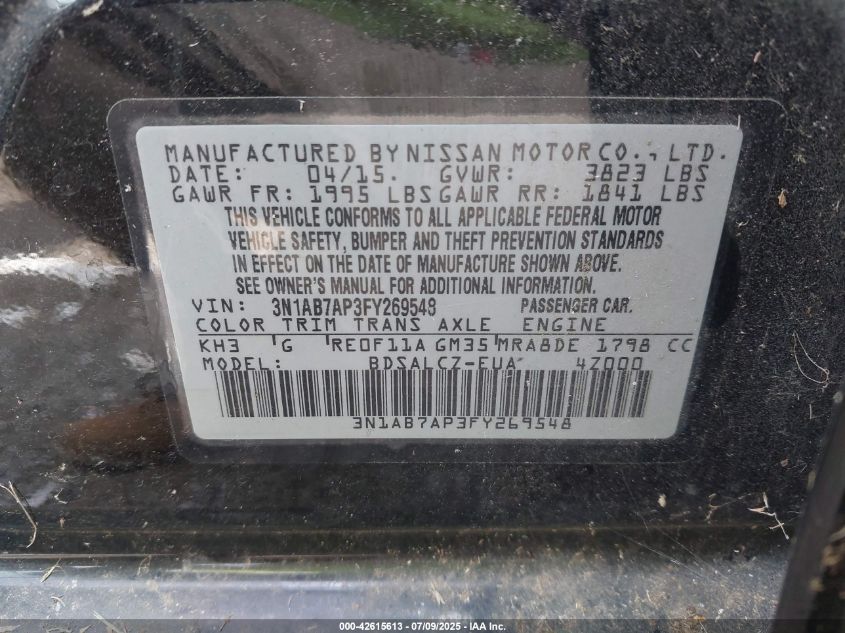 MANUFACTURED BY NISSAN MOTOR CO., LTD.
DATE: 04/15. GVWR: 3823 LBS
GAWR FR: 1995 LBS GAWR RR: 1841 LBS
THIS VEHICLE CONFORMS TO ALL APPLICABLE FEDERAL MOTOR
VEHICLE SAFETY, BUMPER AND THEFT PREVENTION STANDARDS
IN EFFECT ON THE DATE OF MANUFACTURE SHOWN ABOVE.
SEE OWNER'S MANUAL FOR ADDITIONAL INFORMATION.
VIN: 3N1AB7AP3FY269548 PASSENGER CAR.
COLOR TRIM TRANS AXLE ENGINE
KH3 G RE0F11A GM35 MRA8DE 1798 CC
MODEL: BDSALCZ-EUA 4Z000
3N1AB7AP3FY269548
000-42615613 - 07/09/2025 - IAA Inc.